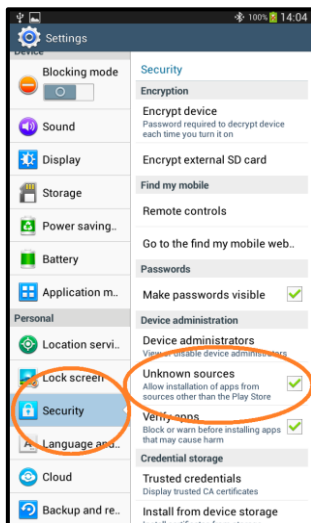 100% 14:04
Settings
Device
Blocking mode
Sound
Display
Storage
Power saving..
Battery
Application m..
Personal
Location servi..
Lock screen
Security
Language and..
Cloud
Backup and re..
Security
Encryption
Encrypt device
Password required to decrypt device
each time you turn it on
Encrypt external SD card
Find my mobile
Remote controls
Go to the find my mobile web..
Passwords
Make passwords visible
Device administration
Device administrators
View or disable device administrators
Unknown sources
Allow installation of apps from
sources other than the Play Store
Verify apps
Block or warn before installing apps
that may cause harm
Credential storage
Trusted credentials
Display trusted CA certificates
Install from device storage